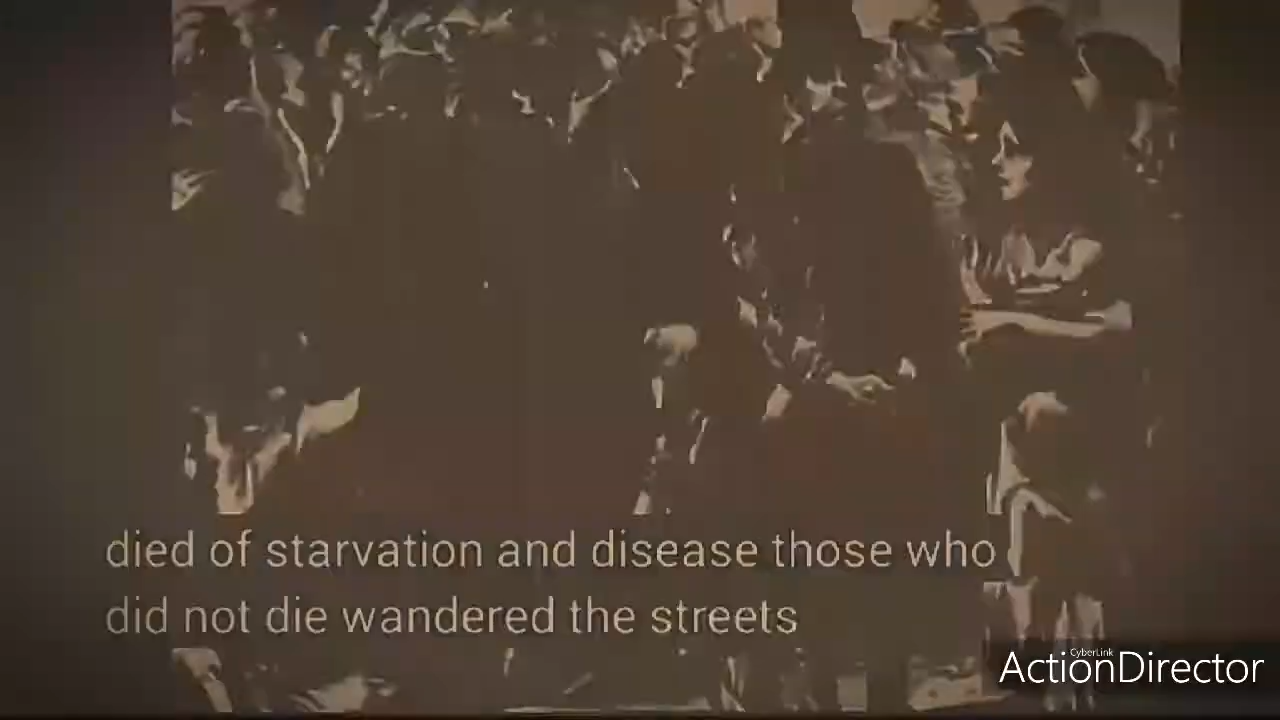 died of starvation and disease those who
did not die wandered the streets
CyberLink
ActionDirector